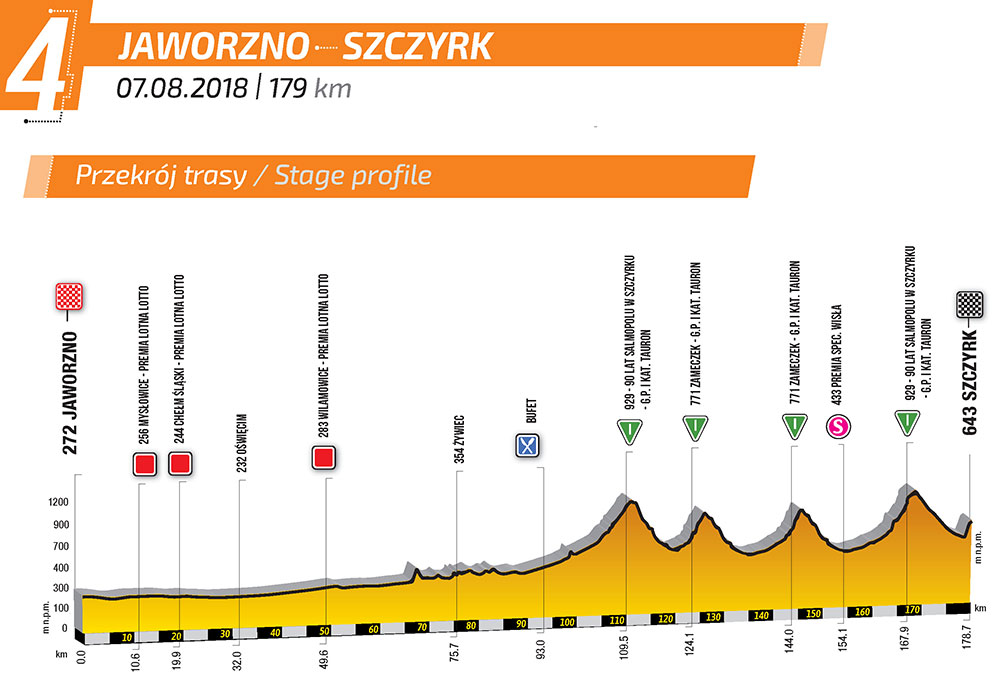 4
JAWORZNO SZCZYRK
07.08.2018 | 179 km
Przekrój trasy / Stage profile
272 JAWORZNO
256 MYSŁOWICE - PREMIA LOTNA LOTTO
244 CHEŁM ŚLĄSKI - PREMIA LOTNA LOTTO
232 OŚWIĘCIM
283 WILAMOWICE - PREMIA LOTNA LOTTO
354 ŻYWIEC
BUFET
929 - 90 LAT SALMOPOLU W SZCZYRKU
- G.P. I KAT. TAURON
771 ZAMECZEK - G.P. I KAT. TAURON
771 ZAMECZEK - G.P. I KAT. TAURON
433 PREMIA SPEC. WISŁA
929 - 90 LAT SALMOPOLU W SZCZYRKU
- G.P. I KAT. TAURON
643 SZCZYRK
I
I
I
S
I
1200
900
700
400
300
100
0
m n.p.m.
m n.p.m.
10 20 30 40 50 60 70 80 90 100 110 120 130 140 150 160 170
km
km
0.0 10.6 19.9 32.0 49.6 75.7 93.0 109.5 124.1 144.0 154.1 167.9 178.7